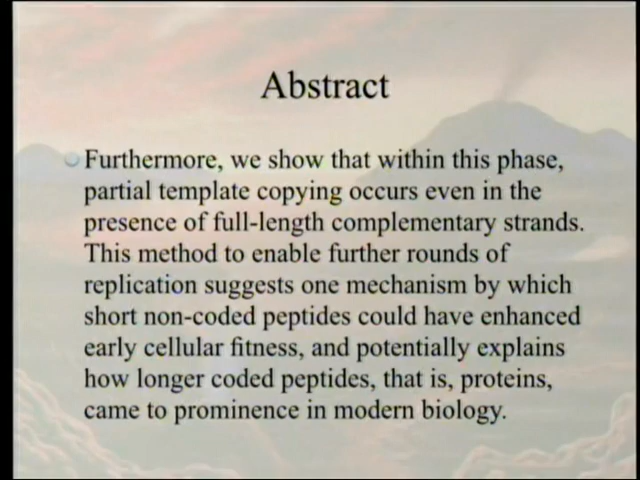 Abstract
Furthermore, we show that within this phase,
partial template copying occurs even in the
presence of full-length complementary strands.
This method to enable further rounds of
replication suggests one mechanism by which
short non-coded peptides could have enhanced
early cellular fitness, and potentially explains
how longer coded peptides, that is, proteins,
came to prominence in modern biology.